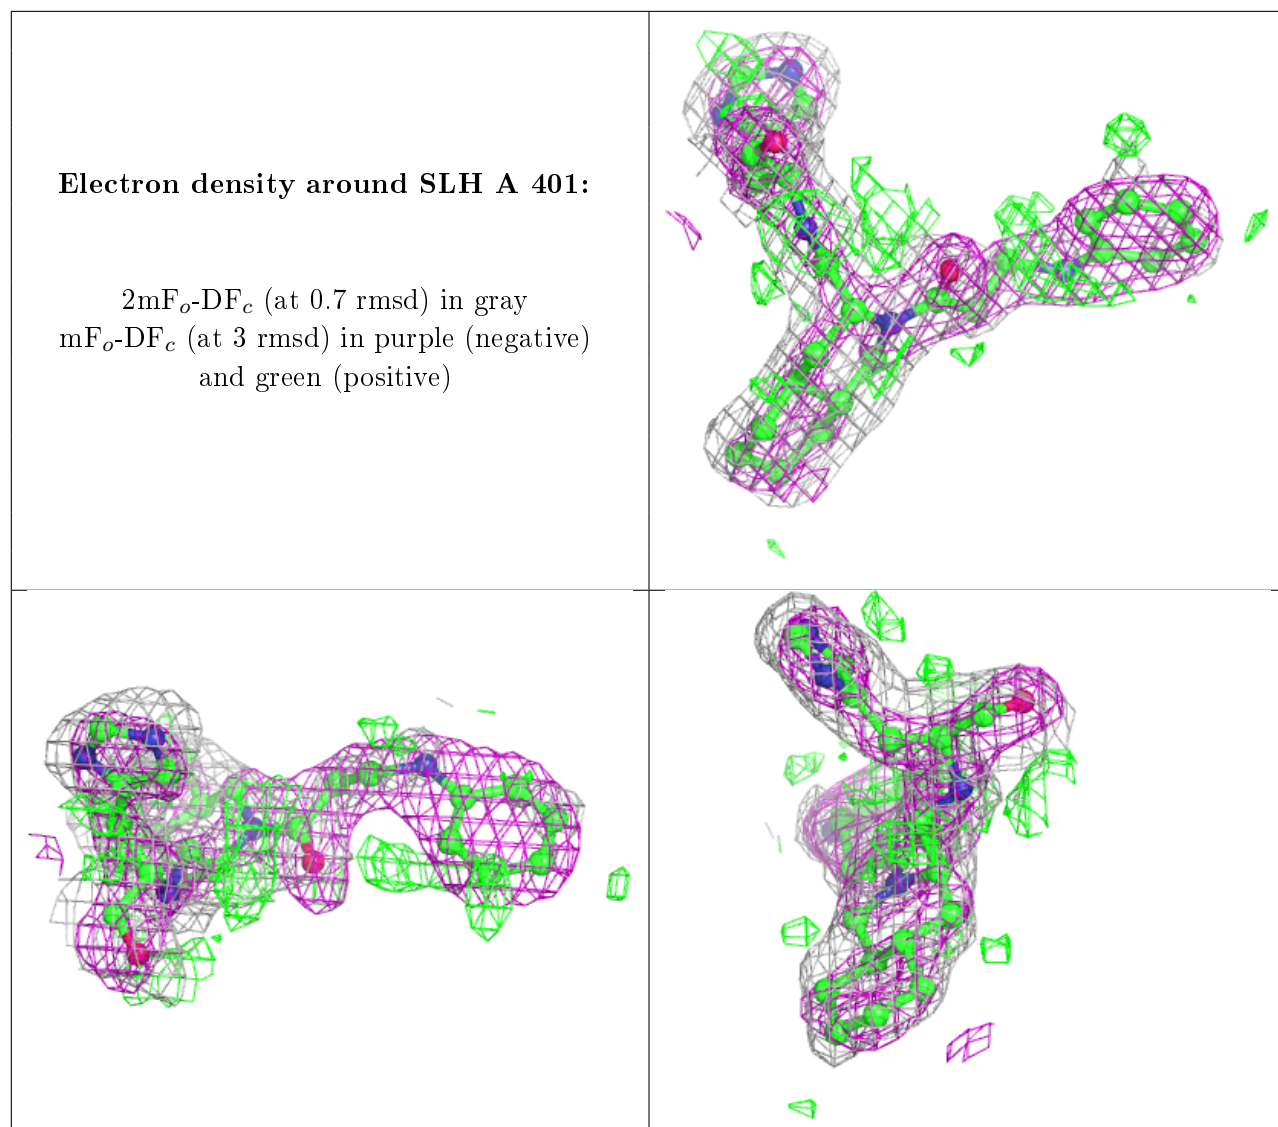 Electron density around SLH A 401:
2mFₒ-DF𝒸 (at 0.7 rmsd) in gray
mFₒ-DF𝒸 (at 3 rmsd) in purple (negative)
and green (positive)